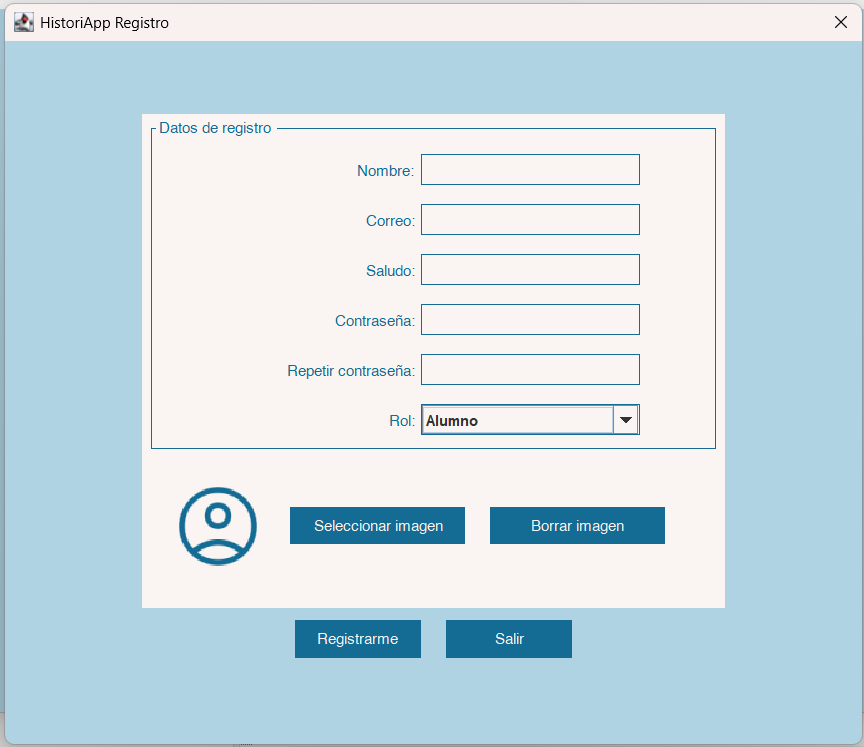 HistoriApp Registro
Datos de registro
Nombre:
Correo:
Saludo:
Contraseña:
Repetir contraseña:
Rol: Alumno
Seleccionar imagen Borrar imagen
Registrarme Salir